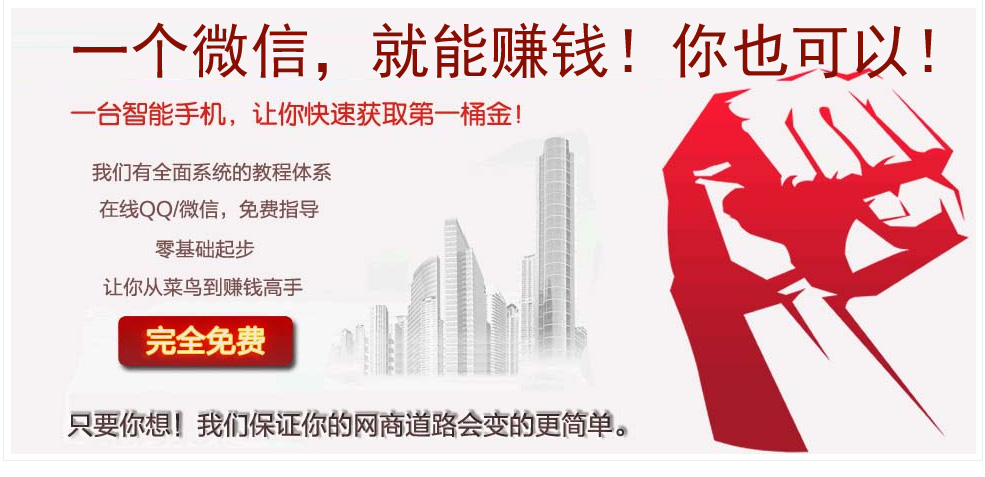 一个微信，就能赚钱！你也可以！
一台智能手机，让你快速获取第一桶金！
我们有全面系统的教程体系
在线QQ/微信，免费指导
零基础起步
让你从菜鸟到赚钱高手
完全免费
只要你想！我们保证你的网商道路会变的更简单。